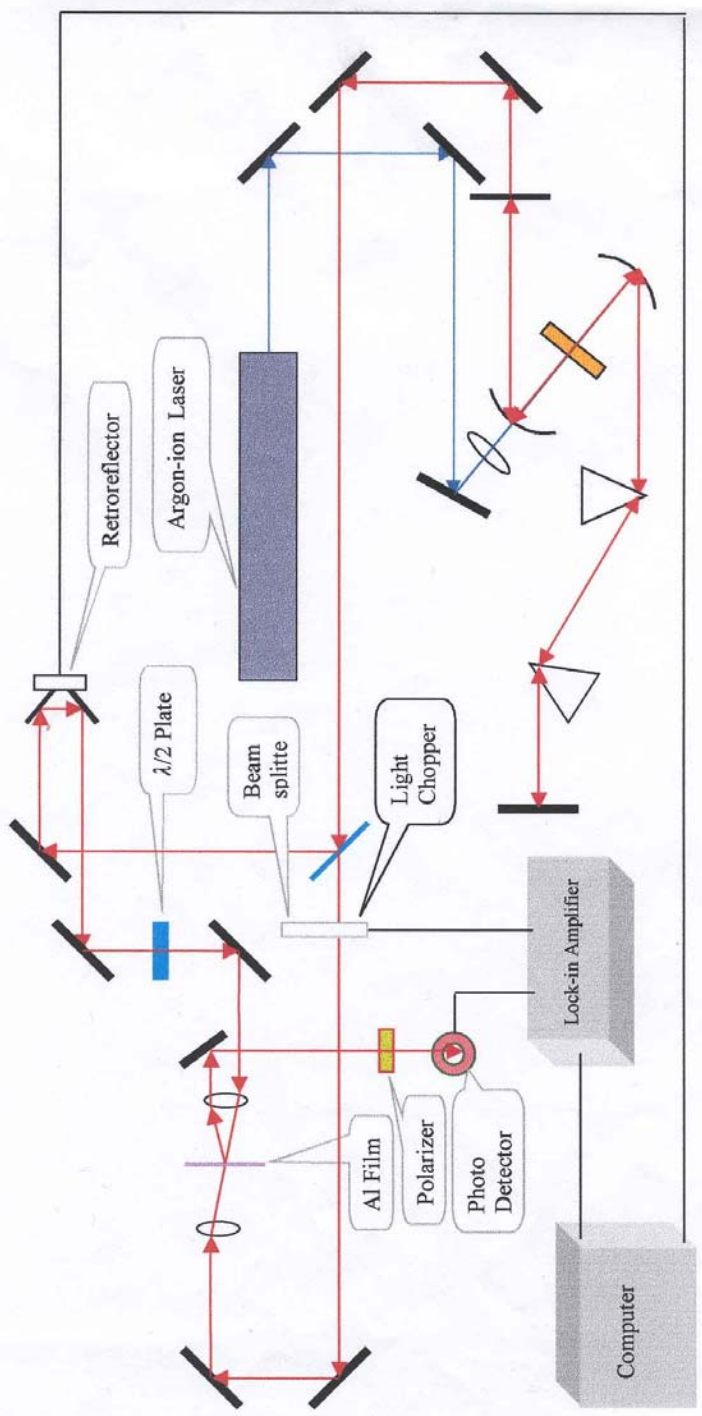 Retroreflector
Argon-ion Laser
λ/2 Plate
Beam
splitte
Light
Chopper
Al Film
Polarizer
Photo
Detector
Lock-in Amplifier
Computer